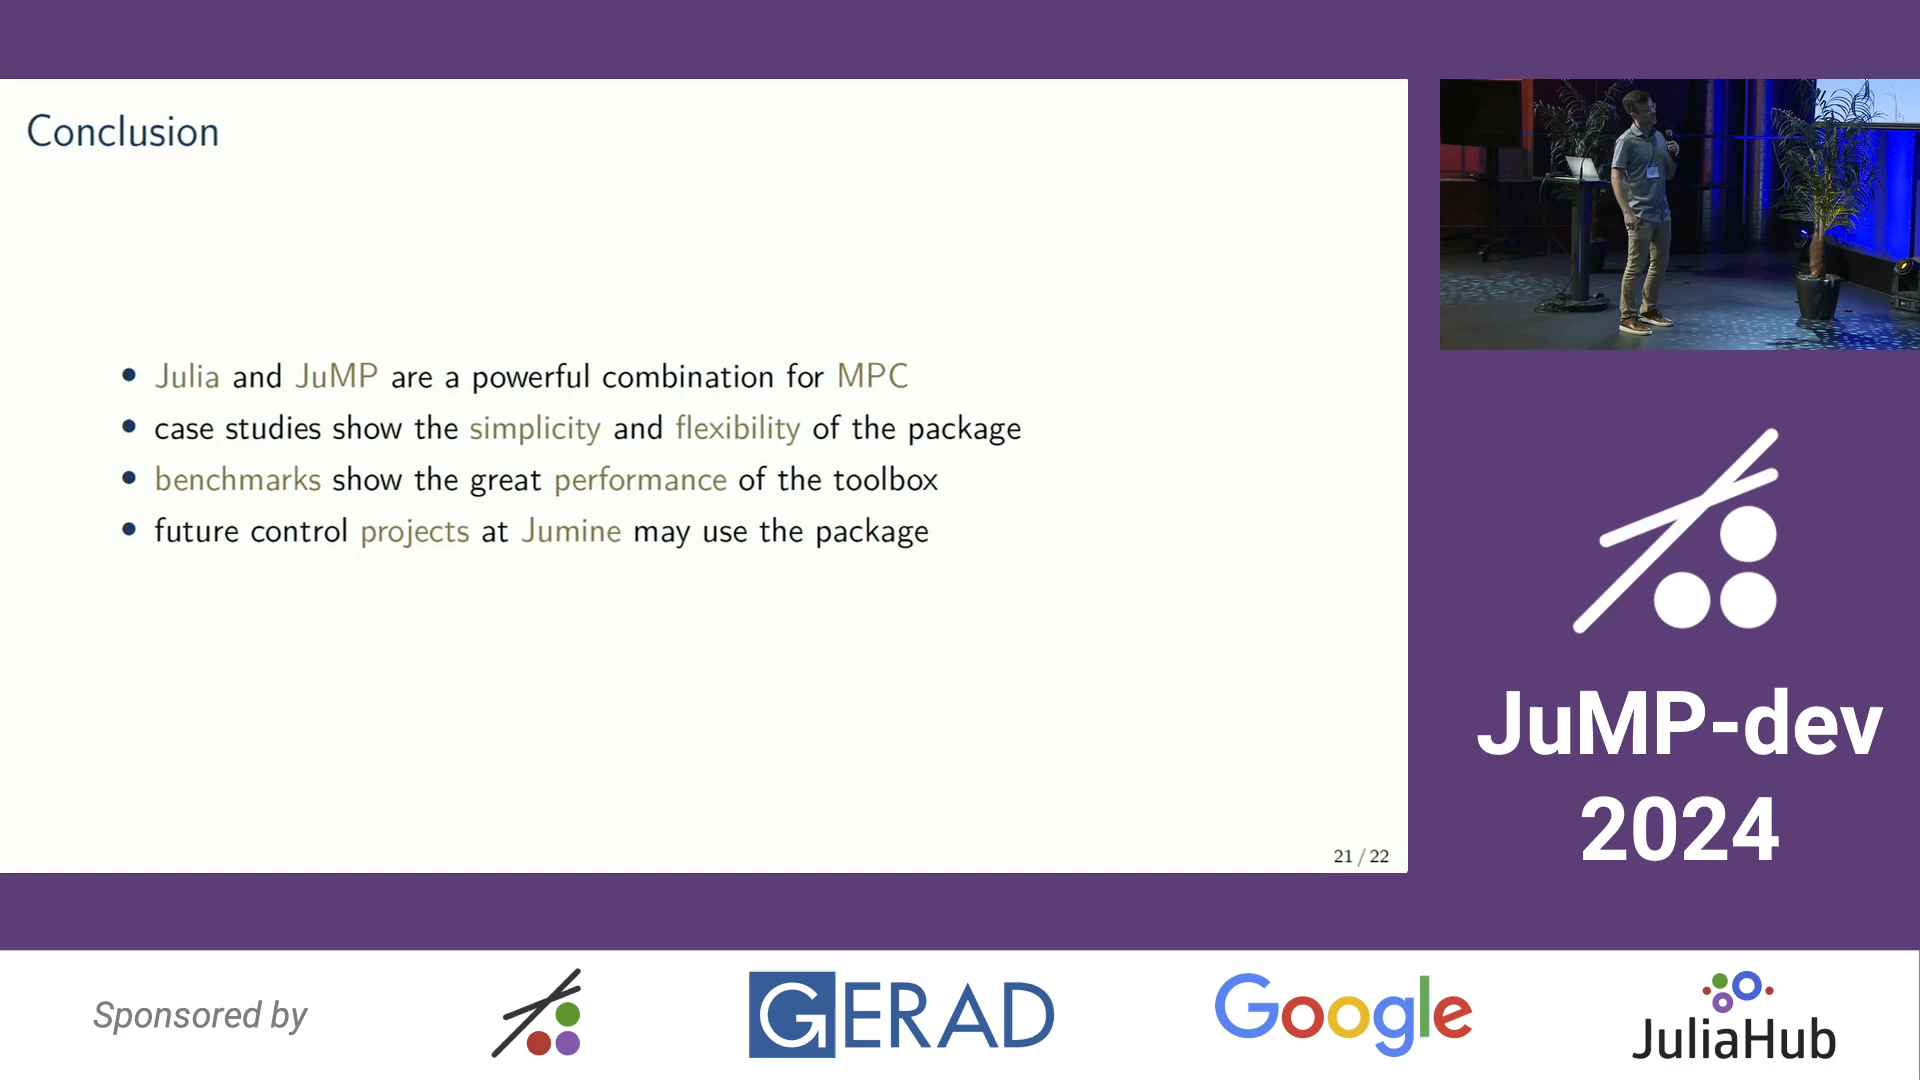 Conclusion
• Julia and JuMP are a powerful combination for MPC
• case studies show the simplicity and flexibility of the package
• benchmarks show the great performance of the toolbox
• future control projects at Jumine may use the package
21 / 22
JuMP-dev
2024
Sponsored by
GERAD
Google
JuliaHub